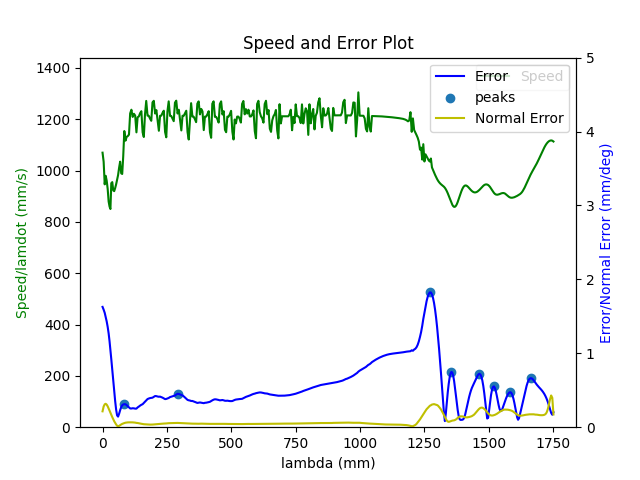 Speed and Error Plot
Error Speed
peaks
Normal Error
Speed/lamdot (mm/s)
1400
1200
1000
800
600
400
200
0
5
4
3
2
1
0
Error/Normal Error (mm/deg)
0 250 500 750 1000 1250 1500 1750
lambda (mm)